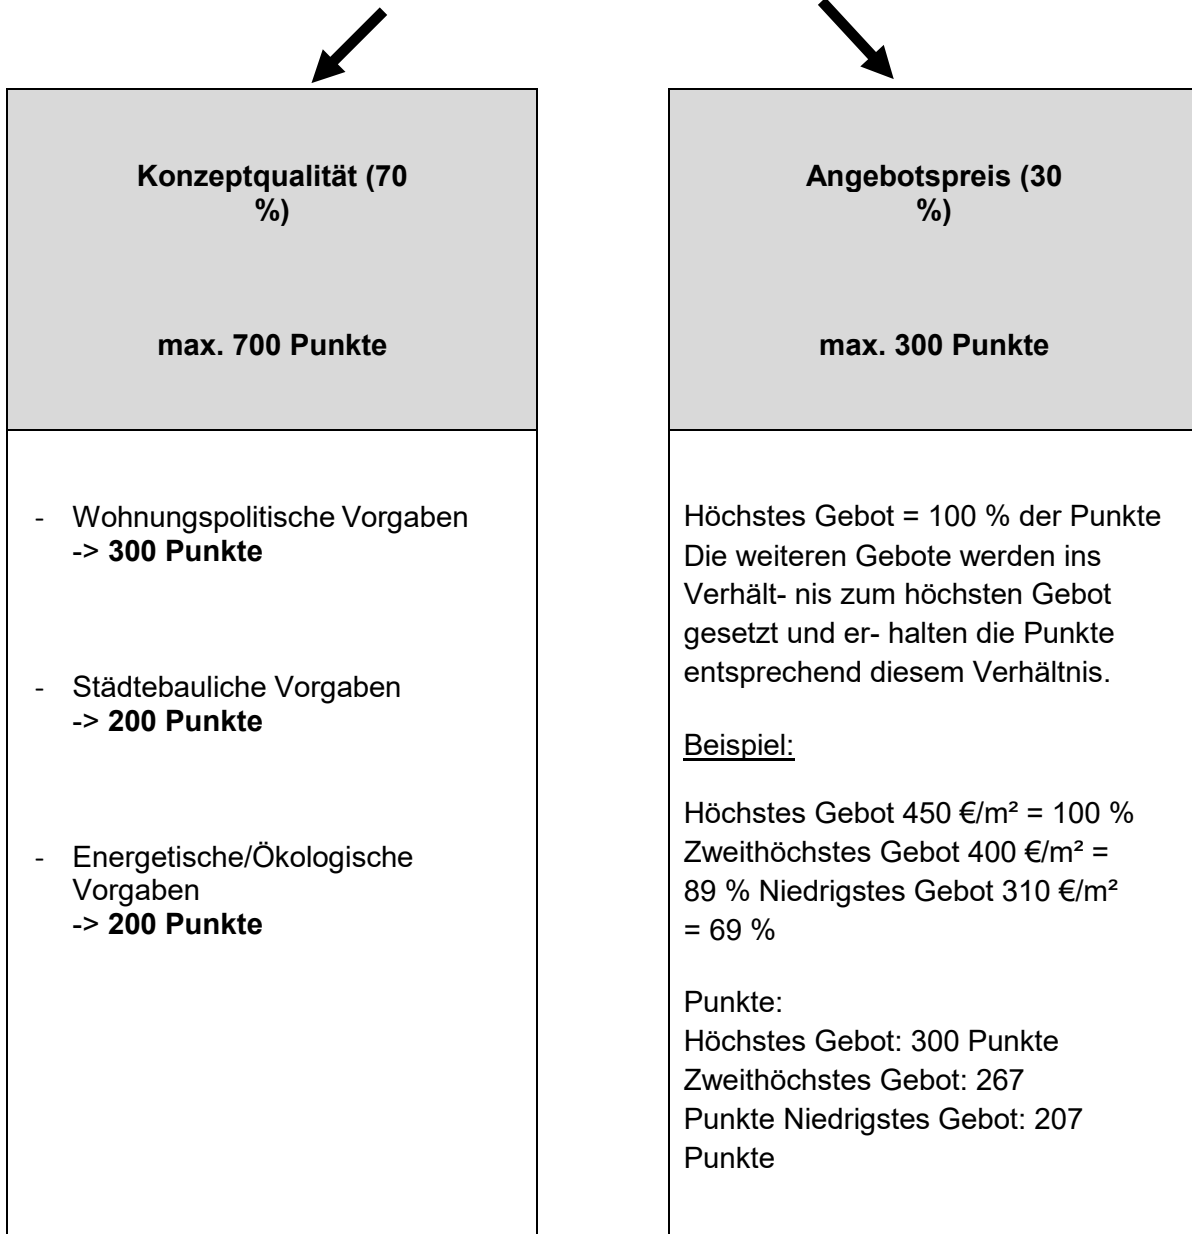 Konzeptqualität (70
%)
max. 700 Punkte
- Wohnungspolitische Vorgaben
-> 300 Punkte
- Städtebauliche Vorgaben
-> 200 Punkte
- Energetische/Ökologische
Vorgaben
-> 200 Punkte
Angebotspreis (30
%)
max. 300 Punkte
Höchstes Gebot = 100 % der Punkte
Die weiteren Gebote werden ins
Verhält- nis zum höchsten Gebot
gesetzt und er- halten die Punkte
entsprechend diesem Verhältnis.
Beispiel:
Höchstes Gebot 450 €/m² = 100 %
Zweithöchstes Gebot 400 €/m² =
89 % Niedrigstes Gebot 310 €/m²
= 69 %
Punkte:
Höchstes Gebot: 300 Punkte
Zweithöchstes Gebot: 267
Punkte Niedrigstes Gebot: 207
Punkte